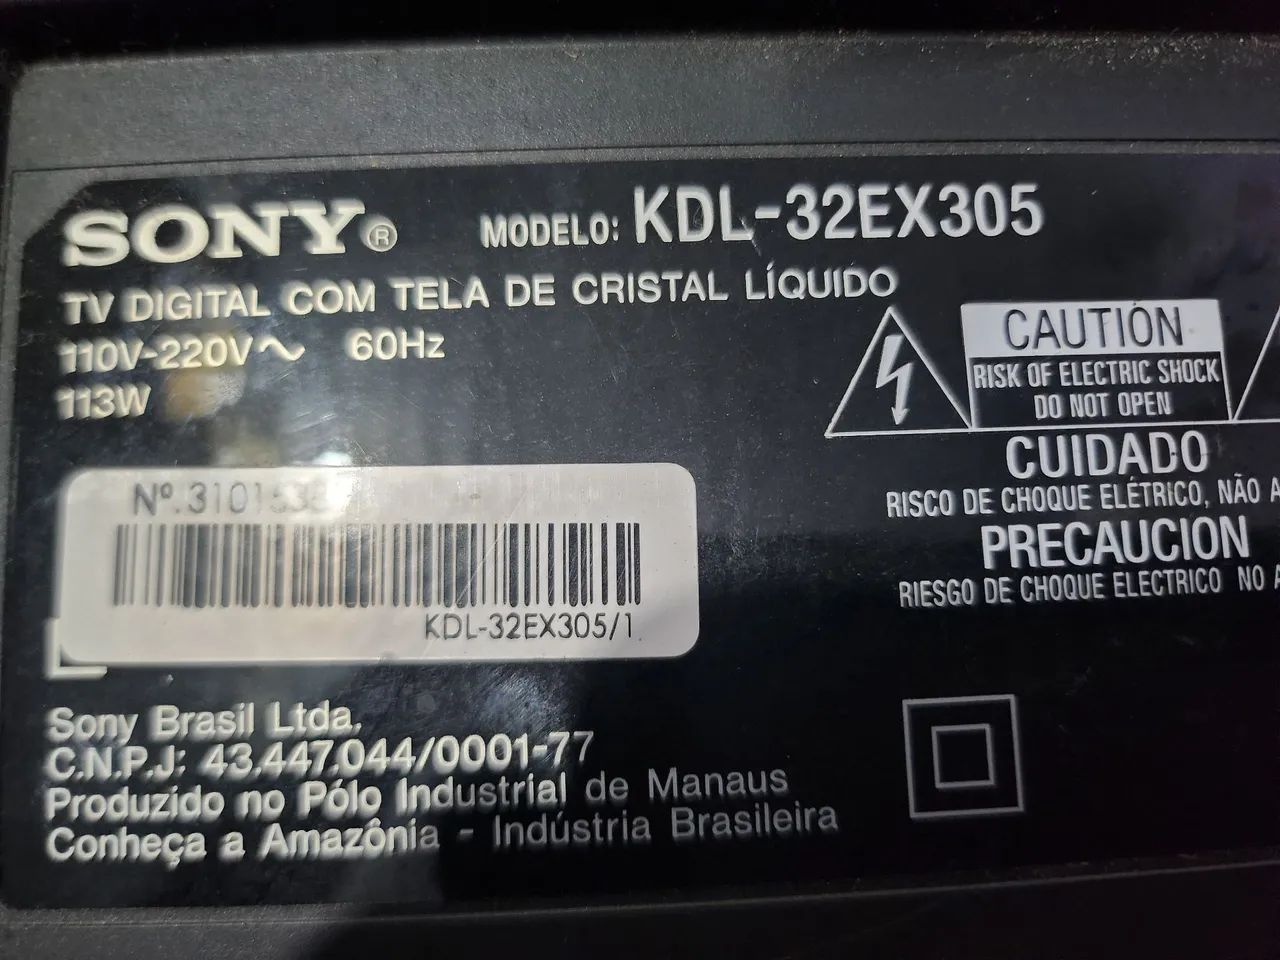 SONY®
MODELO: KDL-32EX305
TV DIGITAL COM TELA DE CRISTAL LÍQUIDO
110V-220V~ 60Hz
113W
CAUTION
RISK OF ELECTRIC SHOCK
DO NOT OPEN
CUIDADO
RISCO DE CHOQUE ELÉTRICO, NÃO A
PRECAUCION
RIESGO DE CHOQUE ELECTRICO NO A
Nº.
KDL-32EX305/1
Sony Brasil Ltda.
C.N.P.J: 43.447.044/0001-77
Produzido no Pólo Industrial de Manaus
Conheça a Amazônia - Indústria Brasileira